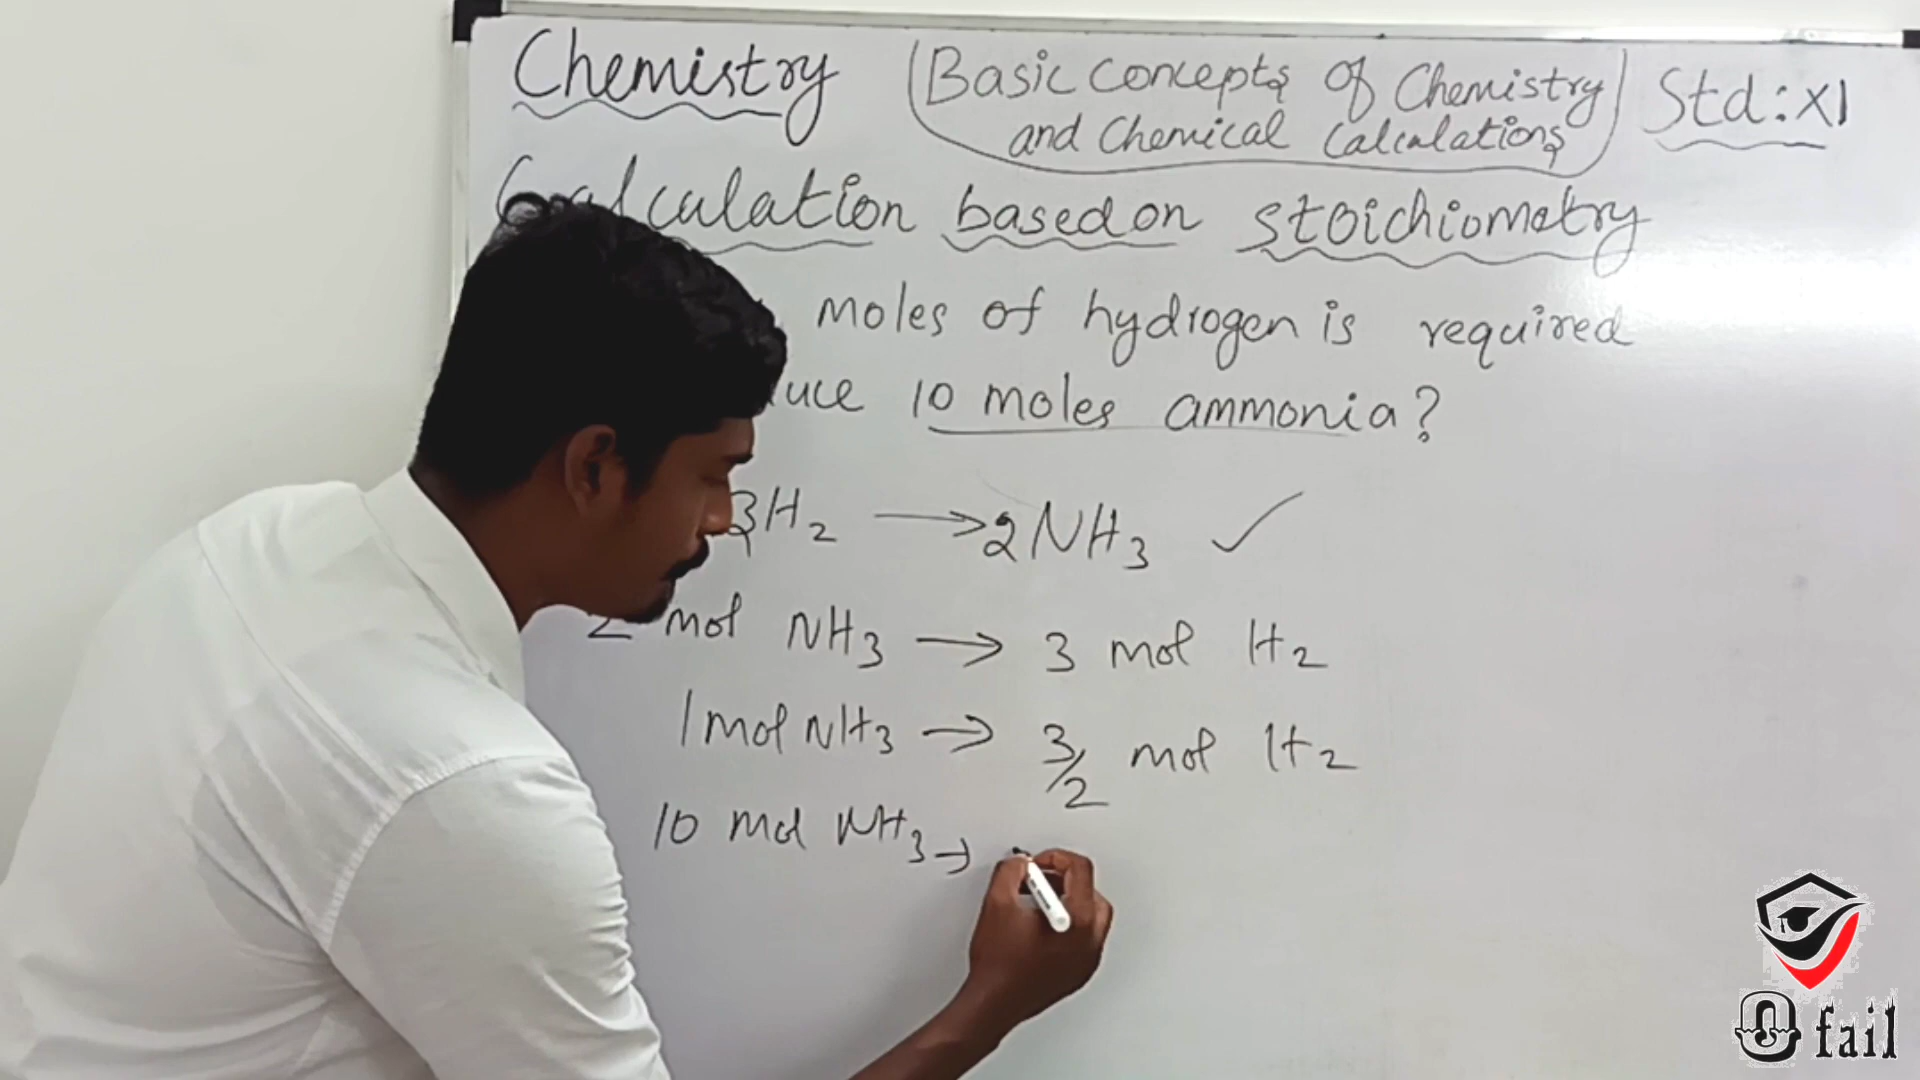 Chemistry (Basic concepts of Chemistry and Chemical Calculations) Std: XI
Calculation based on stoichiometry
moles of hydrogen is required
uce 10 moles ammonia?
3H₂ → 2NH₃ ✓
2 mol NH₃ → 3 mol H₂
1 mol NH₃ → 3/2 mol H₂
10 mol NH₃ →
0 fail